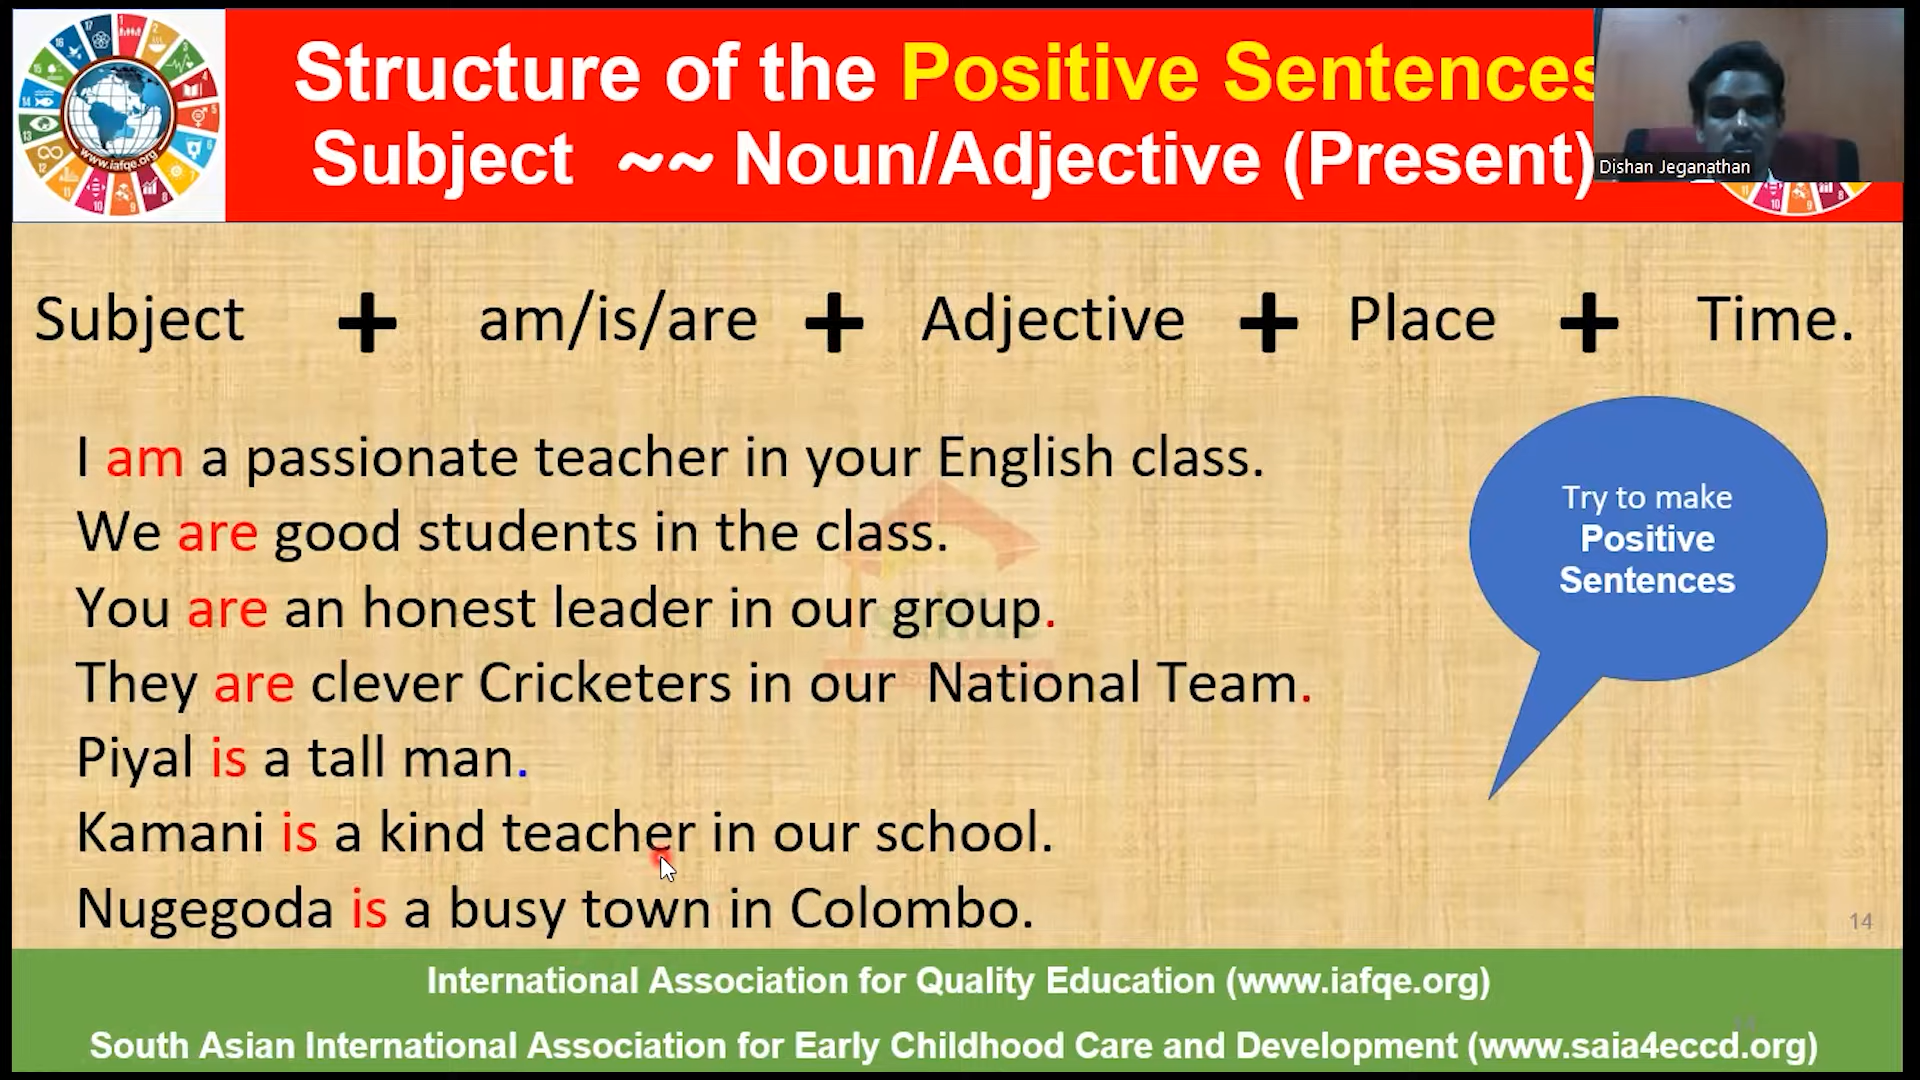 Structure of the Positive Sentences
Subject ~~ Noun/Adjective (Present)
Dishan Jeganathan
www.iafqe.org
Subject + am/is/are + Adjective + Place + Time.
I am a passionate teacher in your English class.
We are good students in the class.
You are an honest leader in our group.
They are clever Cricketers in our National Team.
Piyal is a tall man.
Kamani is a kind teacher in our school.
Nugegoda is a busy town in Colombo.
Try to make
Positive
Sentences
14
International Association for Quality Education (www.iafqe.org)
South Asian International Association for Early Childhood Care and Development (www.saia4eccd.org)